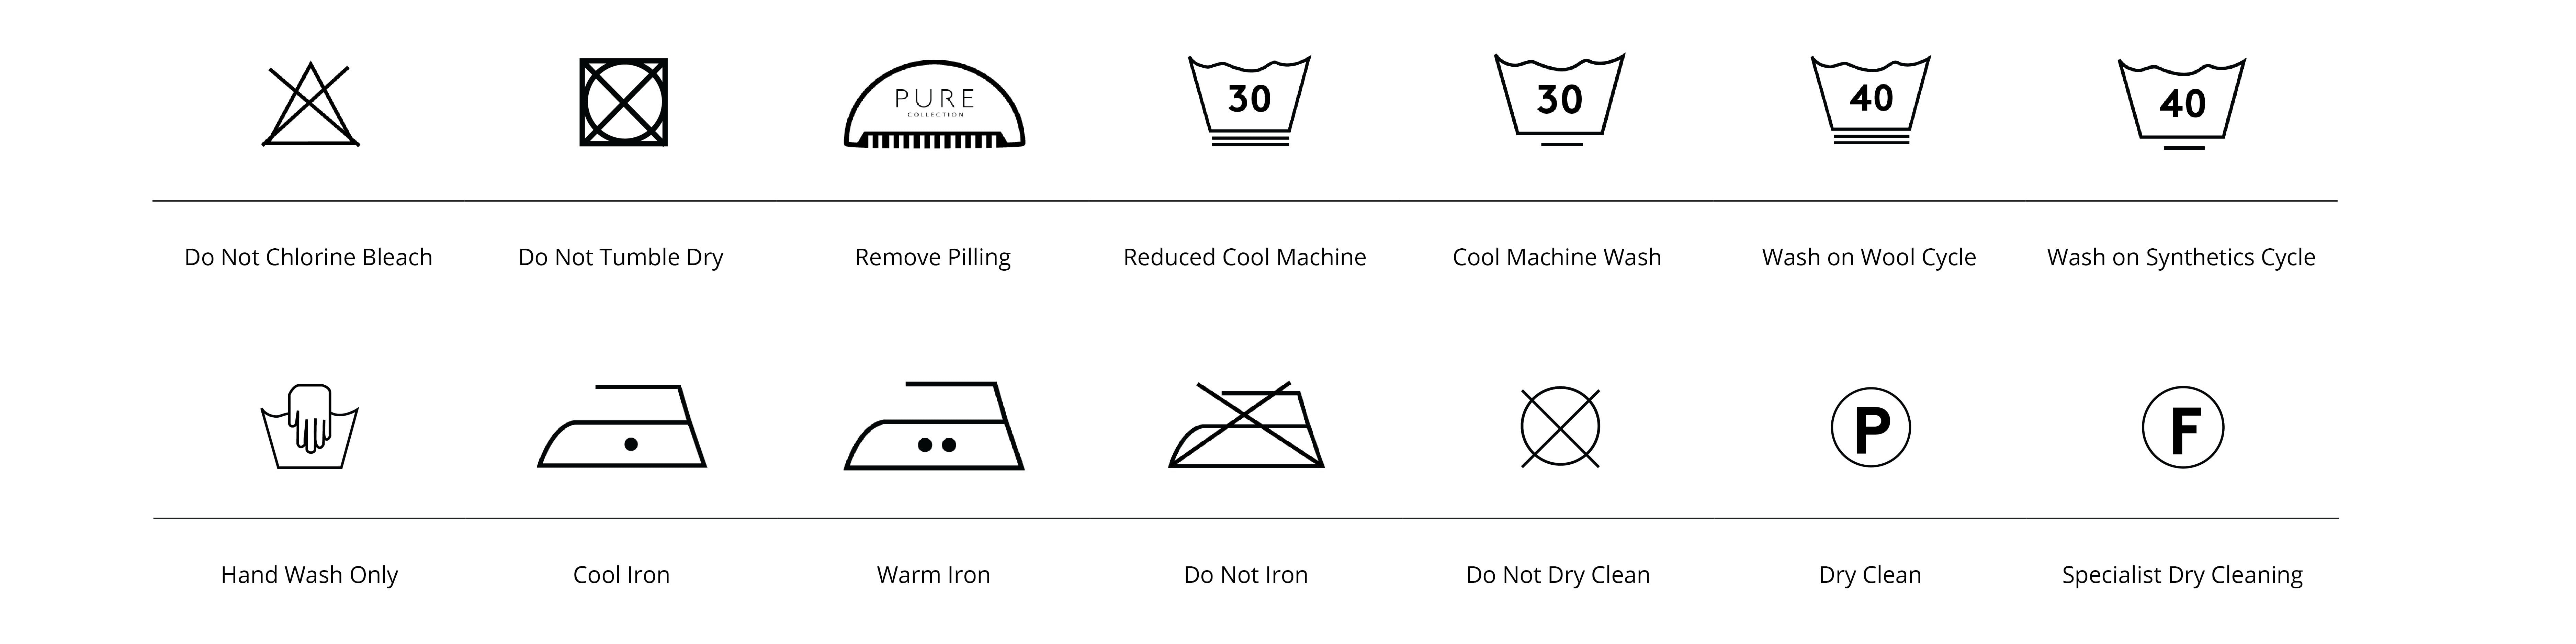 PURE
COLLECTION
30
30
40
40
Do Not Chlorine Bleach
Do Not Tumble Dry
Remove Pilling
Reduced Cool Machine
Cool Machine Wash
Wash on Wool Cycle
Wash on Synthetics Cycle
P
F
Hand Wash Only
Cool Iron
Warm Iron
Do Not Iron
Do Not Dry Clean
Dry Clean
Specialist Dry Cleaning